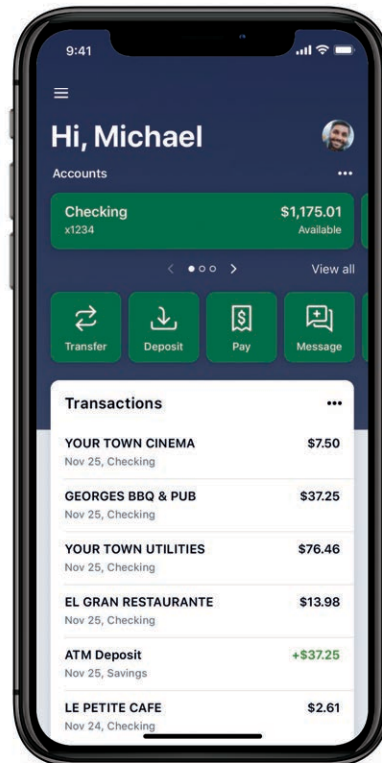 9:41
Hi, Michael
Accounts
Checking $1,175.01
x1234 Available
View all
Transfer Deposit Pay Message
Transactions
YOUR TOWN CINEMA $7.50
Nov 25, Checking
GEORGES BBQ & PUB $37.25
Nov 25, Checking
YOUR TOWN UTILITIES $76.46
Nov 25, Checking
EL GRAN RESTAURANTE $13.98
Nov 25, Checking
ATM Deposit +$37.25
Nov 25, Savings
LE PETITE CAFE $2.61
Nov 24, Checking